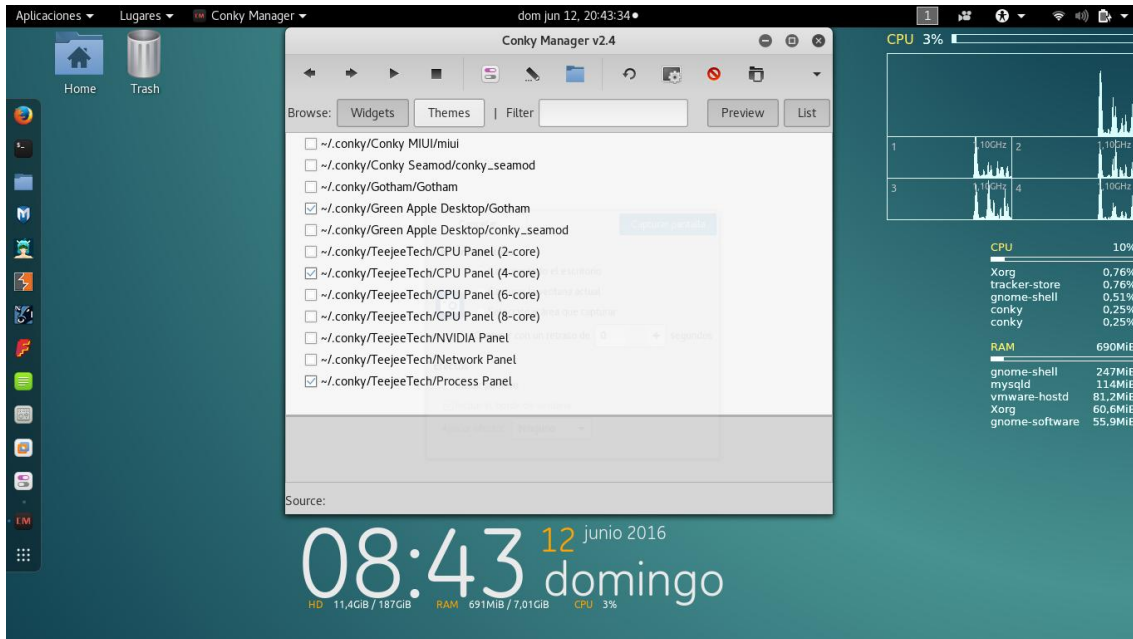 Aplicaciones Lugares Conky Manager dom jun 12, 20:43:34 1
Home Trash
Conky Manager v2.4
Browse: Widgets Themes | Filter Preview List
~/.conky/Conky MIUI/miui
~/.conky/Conky Seamod/conky_seamod
~/.conky/Gotham/Gotham
~/.conky/Green Apple Desktop/Gotham
~/.conky/Green Apple Desktop/conky_seamod
~/.conky/TeejeeTech/CPU Panel (2-core)
~/.conky/TeejeeTech/CPU Panel (4-core)
~/.conky/TeejeeTech/CPU Panel (6-core)
~/.conky/TeejeeTech/CPU Panel (8-core)
~/.conky/TeejeeTech/NVIDIA Panel
~/.conky/TeejeeTech/Network Panel
~/.conky/TeejeeTech/Process Panel
Source:
CPU 3%
1 1,10GHz 2 1,10GHz
3 1,10GHz 4 1,10GHz
CPU 10%
Xorg 0,76%
tracker-store 0,76%
gnome-shell 0,51%
conky 0,25%
conky 0,25%
RAM 690MiB
gnome-shell 247MiB
mysqld 114MiB
vmware-hostd 81,2MiB
Xorg 60,6MiB
gnome-software 55,9MiB
08:43 12 junio 2016
domingo
HD 11,4GiB / 187GiB RAM 691MiB / 7,01GiB CPU 3%